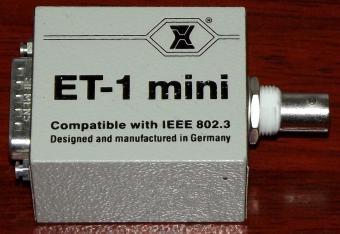 ET-1 mini
Compatible with IEEE 802.3
Designed and manufactured in Germany